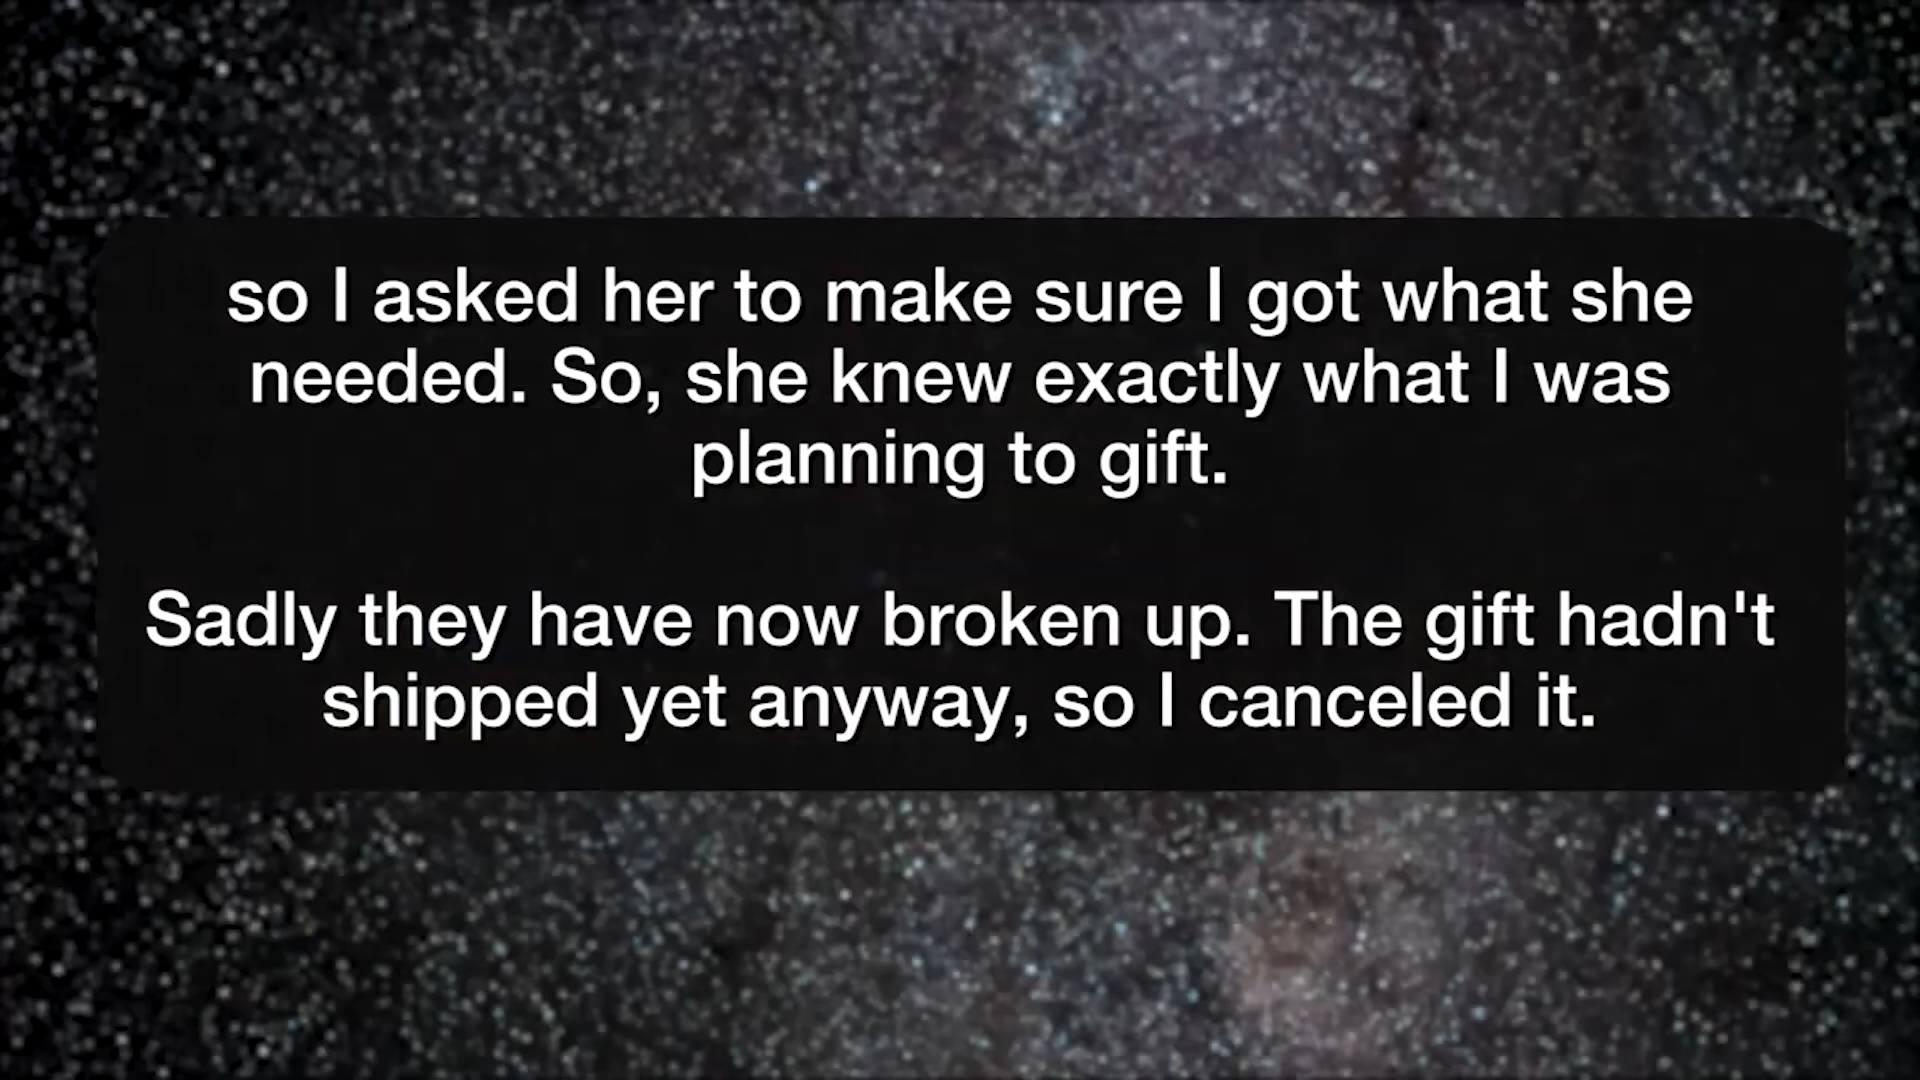 so I asked her to make sure I got what she
needed. So, she knew exactly what I was
planning to gift.
Sadly they have now broken up. The gift hadn't
shipped yet anyway, so I canceled it.